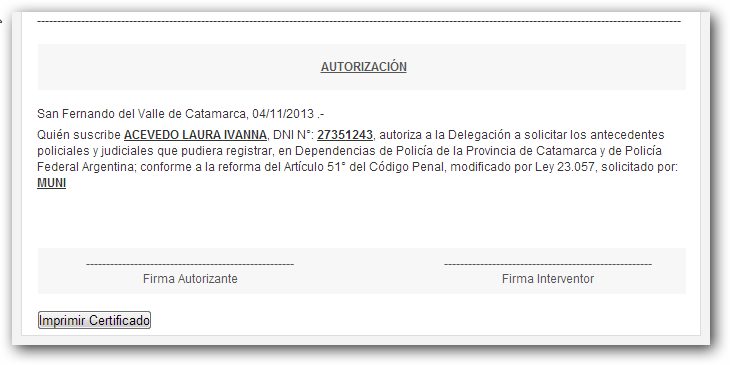 AUTORIZACIÓN
San Fernando del Valle de Catamarca, 04/11/2013 .-
Quién suscribe ACEVEDO LAURA IVANNA, DNI N°: 27351243, autoriza a la Delegación a solicitar los antecedentes
policiales y judiciales que pudiera registrar, en Dependencias de Policía de la Provincia de Catamarca y de Policía
Federal Argentina; conforme a la reforma del Artículo 51° del Código Penal, modificado por Ley 23.057, solicitado por:
MUNI
Firma Autorizante Firma Interventor
Imprimir Certificado